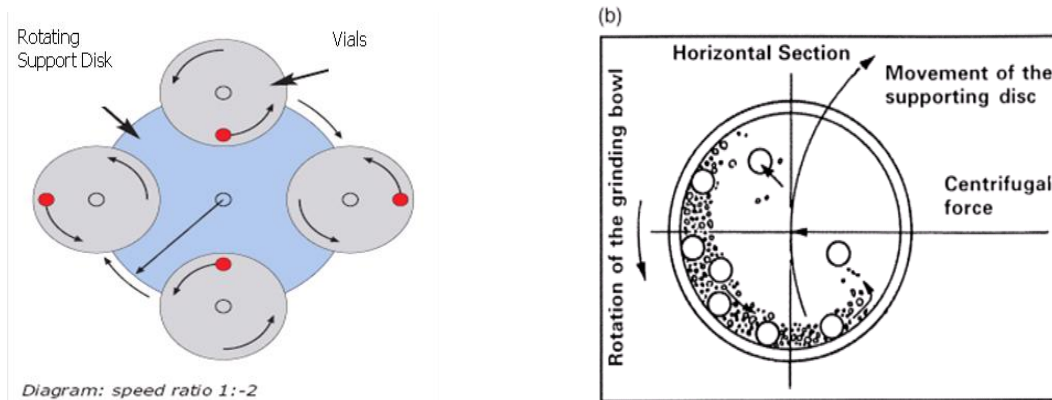 Rotating
Support Disk
Vials
Diagram: speed ratio 1:-2
(b)
Horizontal Section
Movement of the
supporting disc
Centrifugal
force
Rotation of the grinding bowl